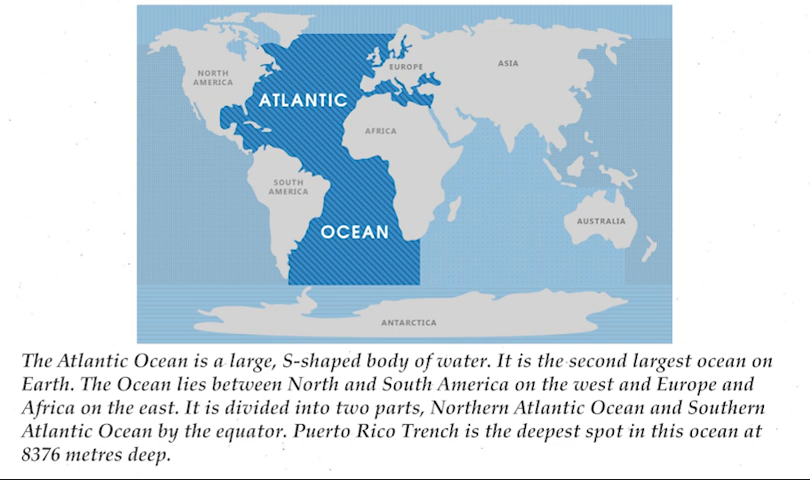 NORTH
AMERICA
ATLANTIC
EUROPE
ASIA
AFRICA
SOUTH
AMERICA
OCEAN
AUSTRALIA
ANTARCTICA
The Atlantic Ocean is a large, S-shaped body of water. It is the second largest ocean on
Earth. The Ocean lies between North and South America on the west and Europe and
Africa on the east. It is divided into two parts, Northern Atlantic Ocean and Southern
Atlantic Ocean by the equator. Puerto Rico Trench is the deepest spot in this ocean at
8376 metres deep.